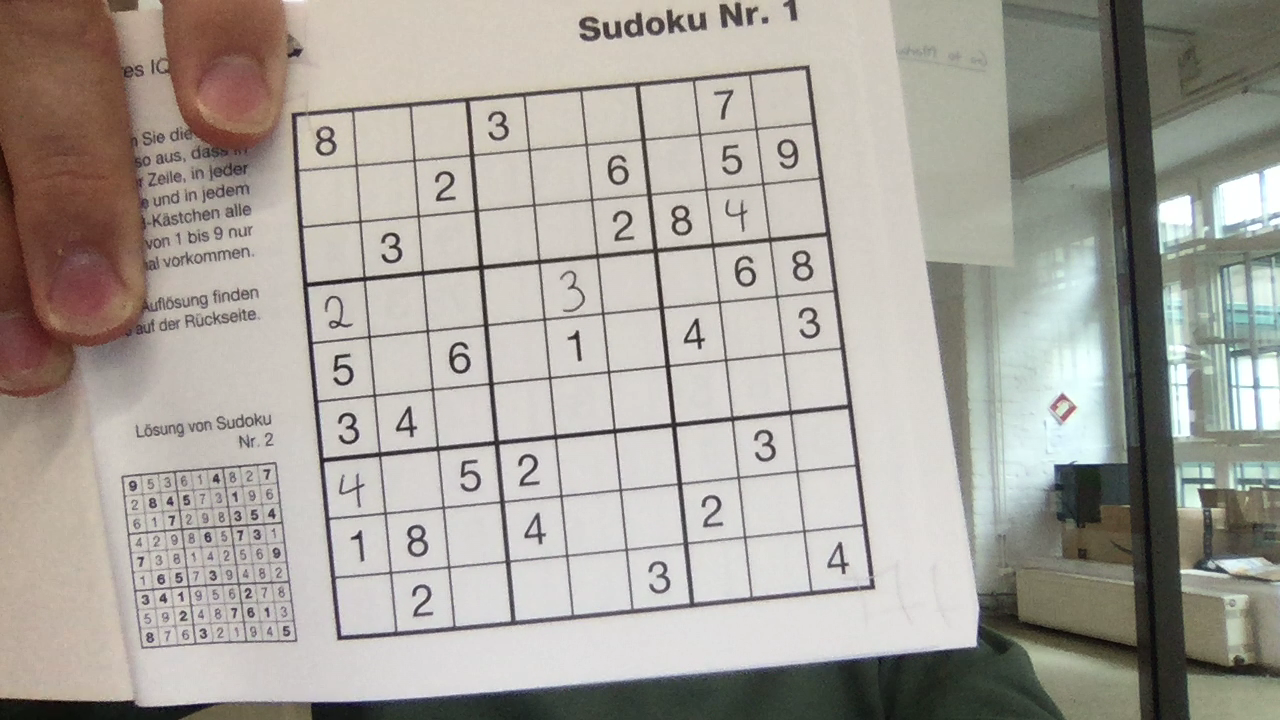 Sudoku Nr. 1
es IQ
n Sie die
so aus, dass in
r Zeile, in jeder
e und in jedem
-Kästchen alle
von 1 bis 9 nur
al vorkommen.
Auflösung finden
auf der Rückseite.
8 3 7
2 6 5 9
3 2 8 4
2 3 6 8
5 6 1 4 3
3 4
4 5 2 3
1 8 4 2
2 3 4
Lösung von Sudoku
Nr. 2
9 5 3 6 1 4 8 2 7
2 8 4 5 7 3 1 9 6
6 1 7 2 9 8 3 5 4
4 2 9 8 6 5 7 3 1
7 3 8 1 4 2 5 6 9
1 6 5 7 3 9 4 8 2
3 4 1 9 5 6 2 7 8
5 9 2 4 8 7 6 1 3
8 7 6 3 2 1 9 4 5